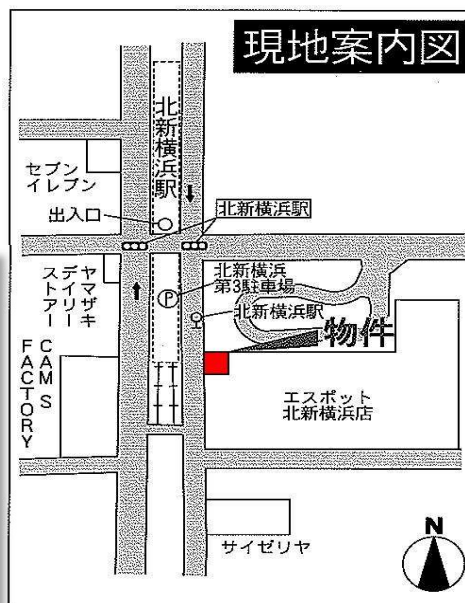 現地案内図
北新横浜駅
セブン
イレブン
出入口
北新横浜駅
ヤマザキ
デイリー
ストアー
P
北新横浜
第3駐車場
北新横浜駅
物件
CAM'S
FACTORY
エスポット
北新横浜店
サイゼリヤ
N